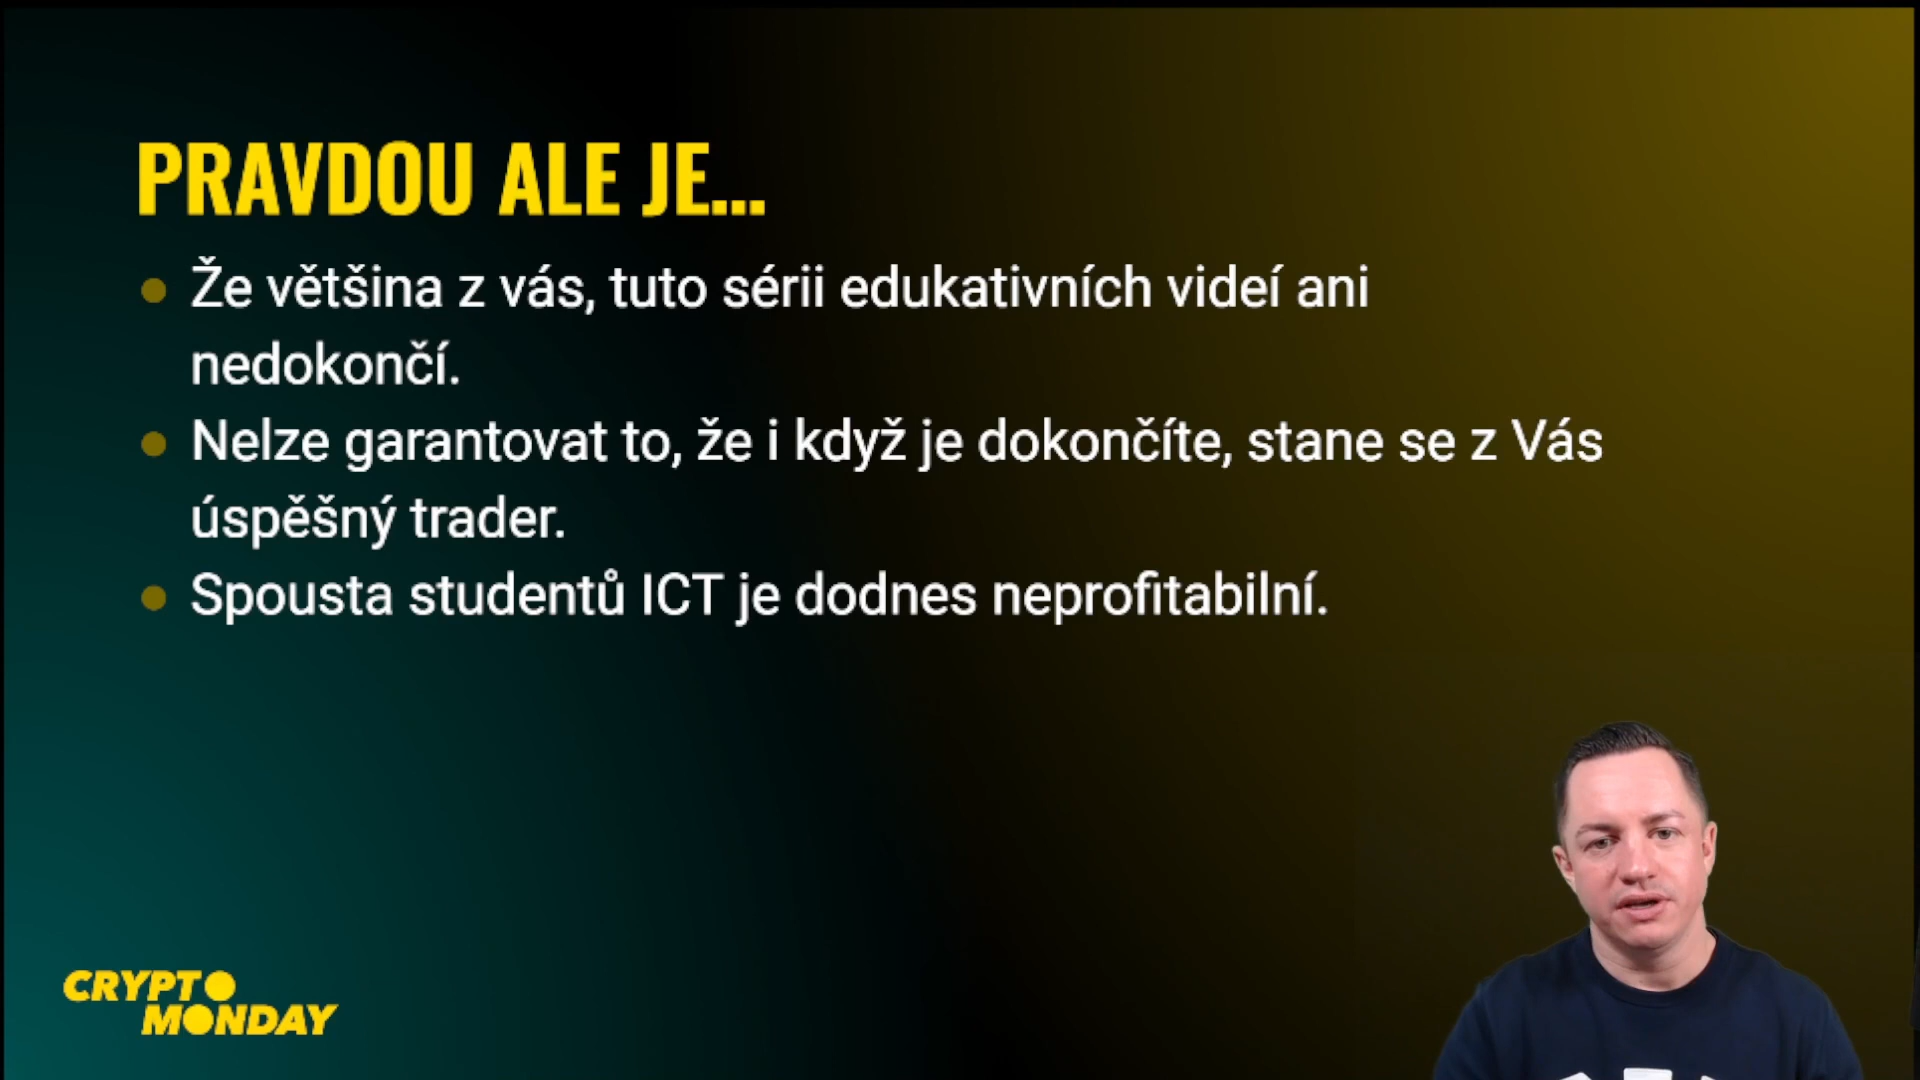 PRAVDOU ALE JE...
Že většina z vás, tuto sérii edukativních videí ani
nedokončí.
Nelze garantovat to, že i když je dokončíte, stane se z Vás
úspěšný trader.
Spousta studentů ICT je dodnes neprofitabilní.
CRYPTO
MONDAY